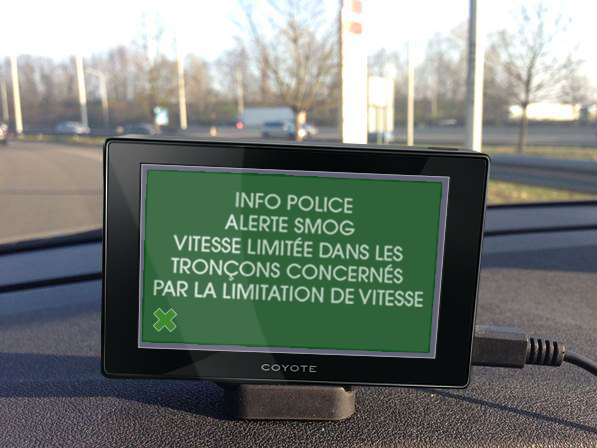 INFO POLICE
ALERTE SMOG
VITESSE LIMITÉE DANS LES
TRONÇONS CONCERNÉS
PAR LA LIMITATION DE VITESSE
COYOTE